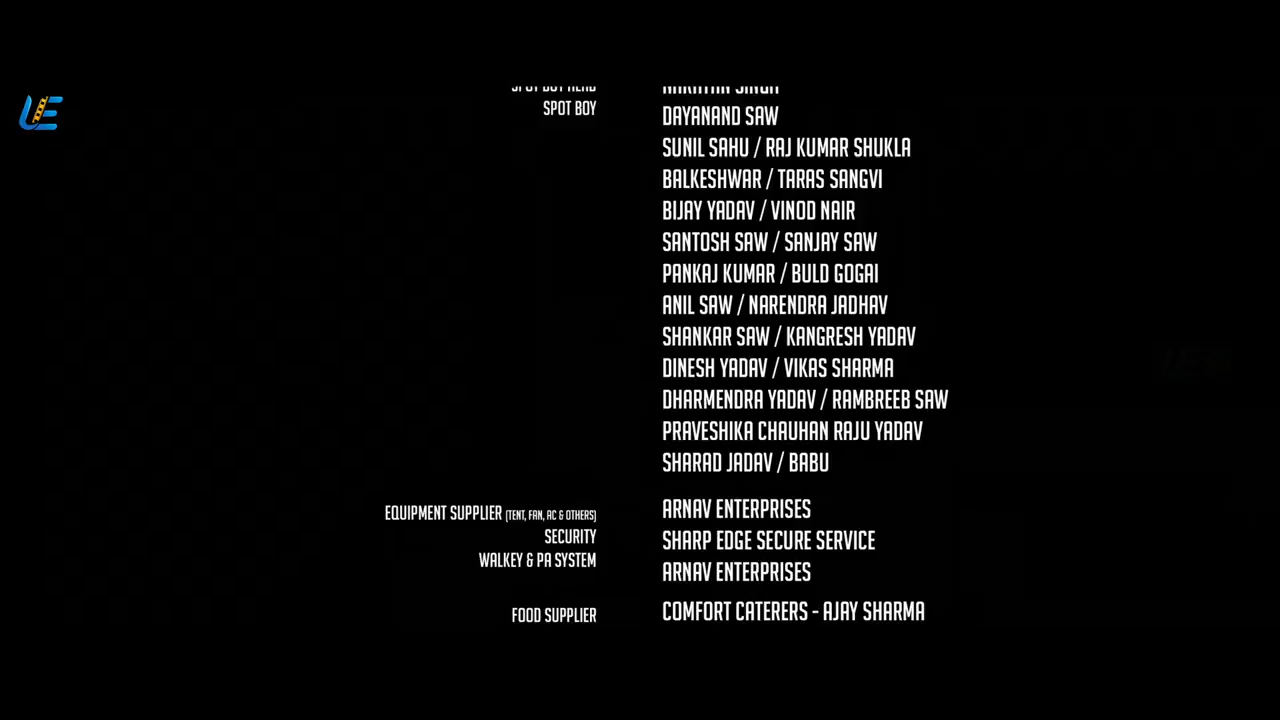 SPOT BOY HEAD
SPOT BOY
DAYANAND SAW
SUNIL SAHU / RAJ KUMAR SHUKLA
BALKESHWAR / TARAS SANGVI
BIJAY YADAV / VINOD NAIR
SANTOSH SAW / SANJAY SAW
PANKAJ KUMAR / BULD GOGAI
ANIL SAW / NARENDRA JADHAV
SHANKAR SAW / KANGRESH YADAV
DINESH YADAV / VIKAS SHARMA
DHARMENDRA YADAV / RAMBREEB SAW
PRAVESHIKA CHAUHAN RAJU YADAV
SHARAD JADAV / BABU
EQUIPMENT SUPPLIER (TENT, FAN, AC & OTHERS) ARNAV ENTERPRISES
SECURITY SHARP EDGE SECURE SERVICE
WALKEY & PA SYSTEM ARNAV ENTERPRISES
FOOD SUPPLIER COMFORT CATERERS - AJAY SHARMA